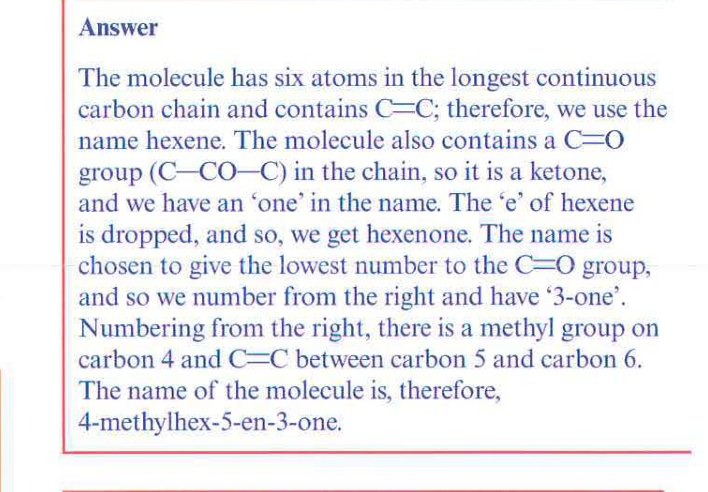 Answer
The molecule has six atoms in the longest continuous
carbon chain and contains C=C; therefore, we use the
name hexene. The molecule also contains a C=O
group (C—CO—C) in the chain, so it is a ketone,
and we have an ‘one’ in the name. The ‘e’ of hexene
is dropped, and so, we get hexenone. The name is
chosen to give the lowest number to the C=O group,
and so we number from the right and have ‘3-one’.
Numbering from the right, there is a methyl group on
carbon 4 and C=C between carbon 5 and carbon 6.
The name of the molecule is, therefore,
4-methylhex-5-en-3-one.